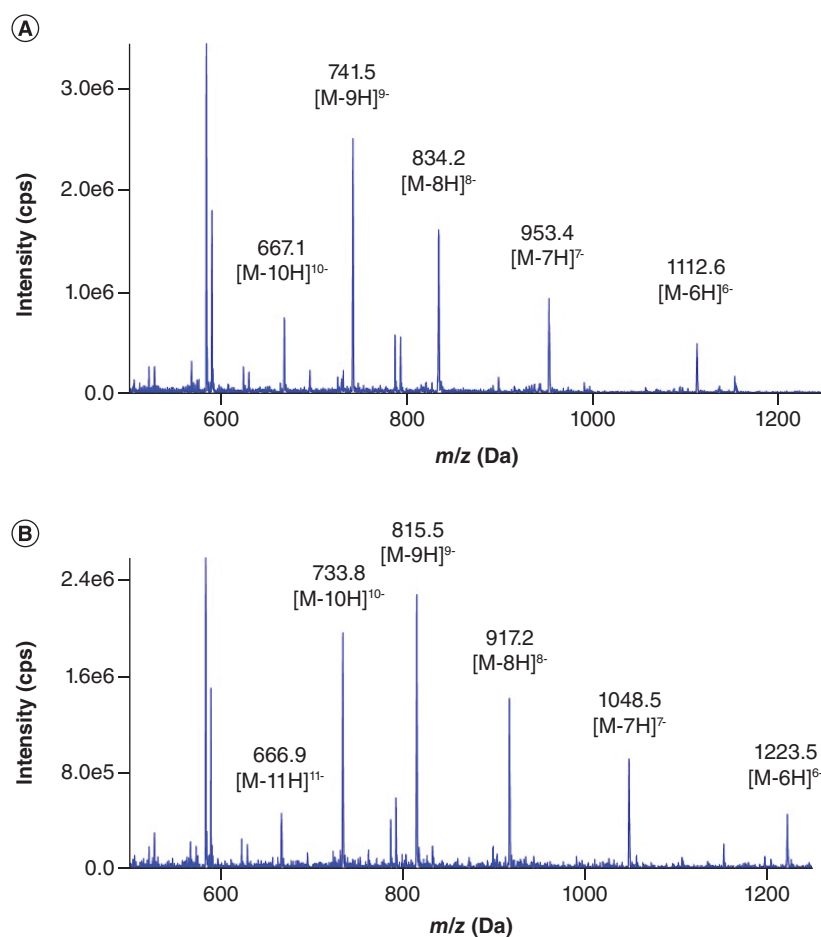 A
741.5
[M-9H]9-
834.2
[M-8H]8-
667.1
[M-10H]10-
953.4
[M-7H]7-
1112.6
[M-6H]6-
3.0e6
2.0e6
1.0e6
0.0
Intensity (cps)
600
800
1000
1200
m/z (Da)
B
815.5
[M-9H]9-
733.8
[M-10H]10-
917.2
[M-8H]8-
666.9
[M-11H]11-
1048.5
[M-7H]7-
1223.5
[M-6H]6-
2.4e6
1.6e6
8.0e5
0.0
Intensity (cps)
600
800
1000
1200
m/z (Da)